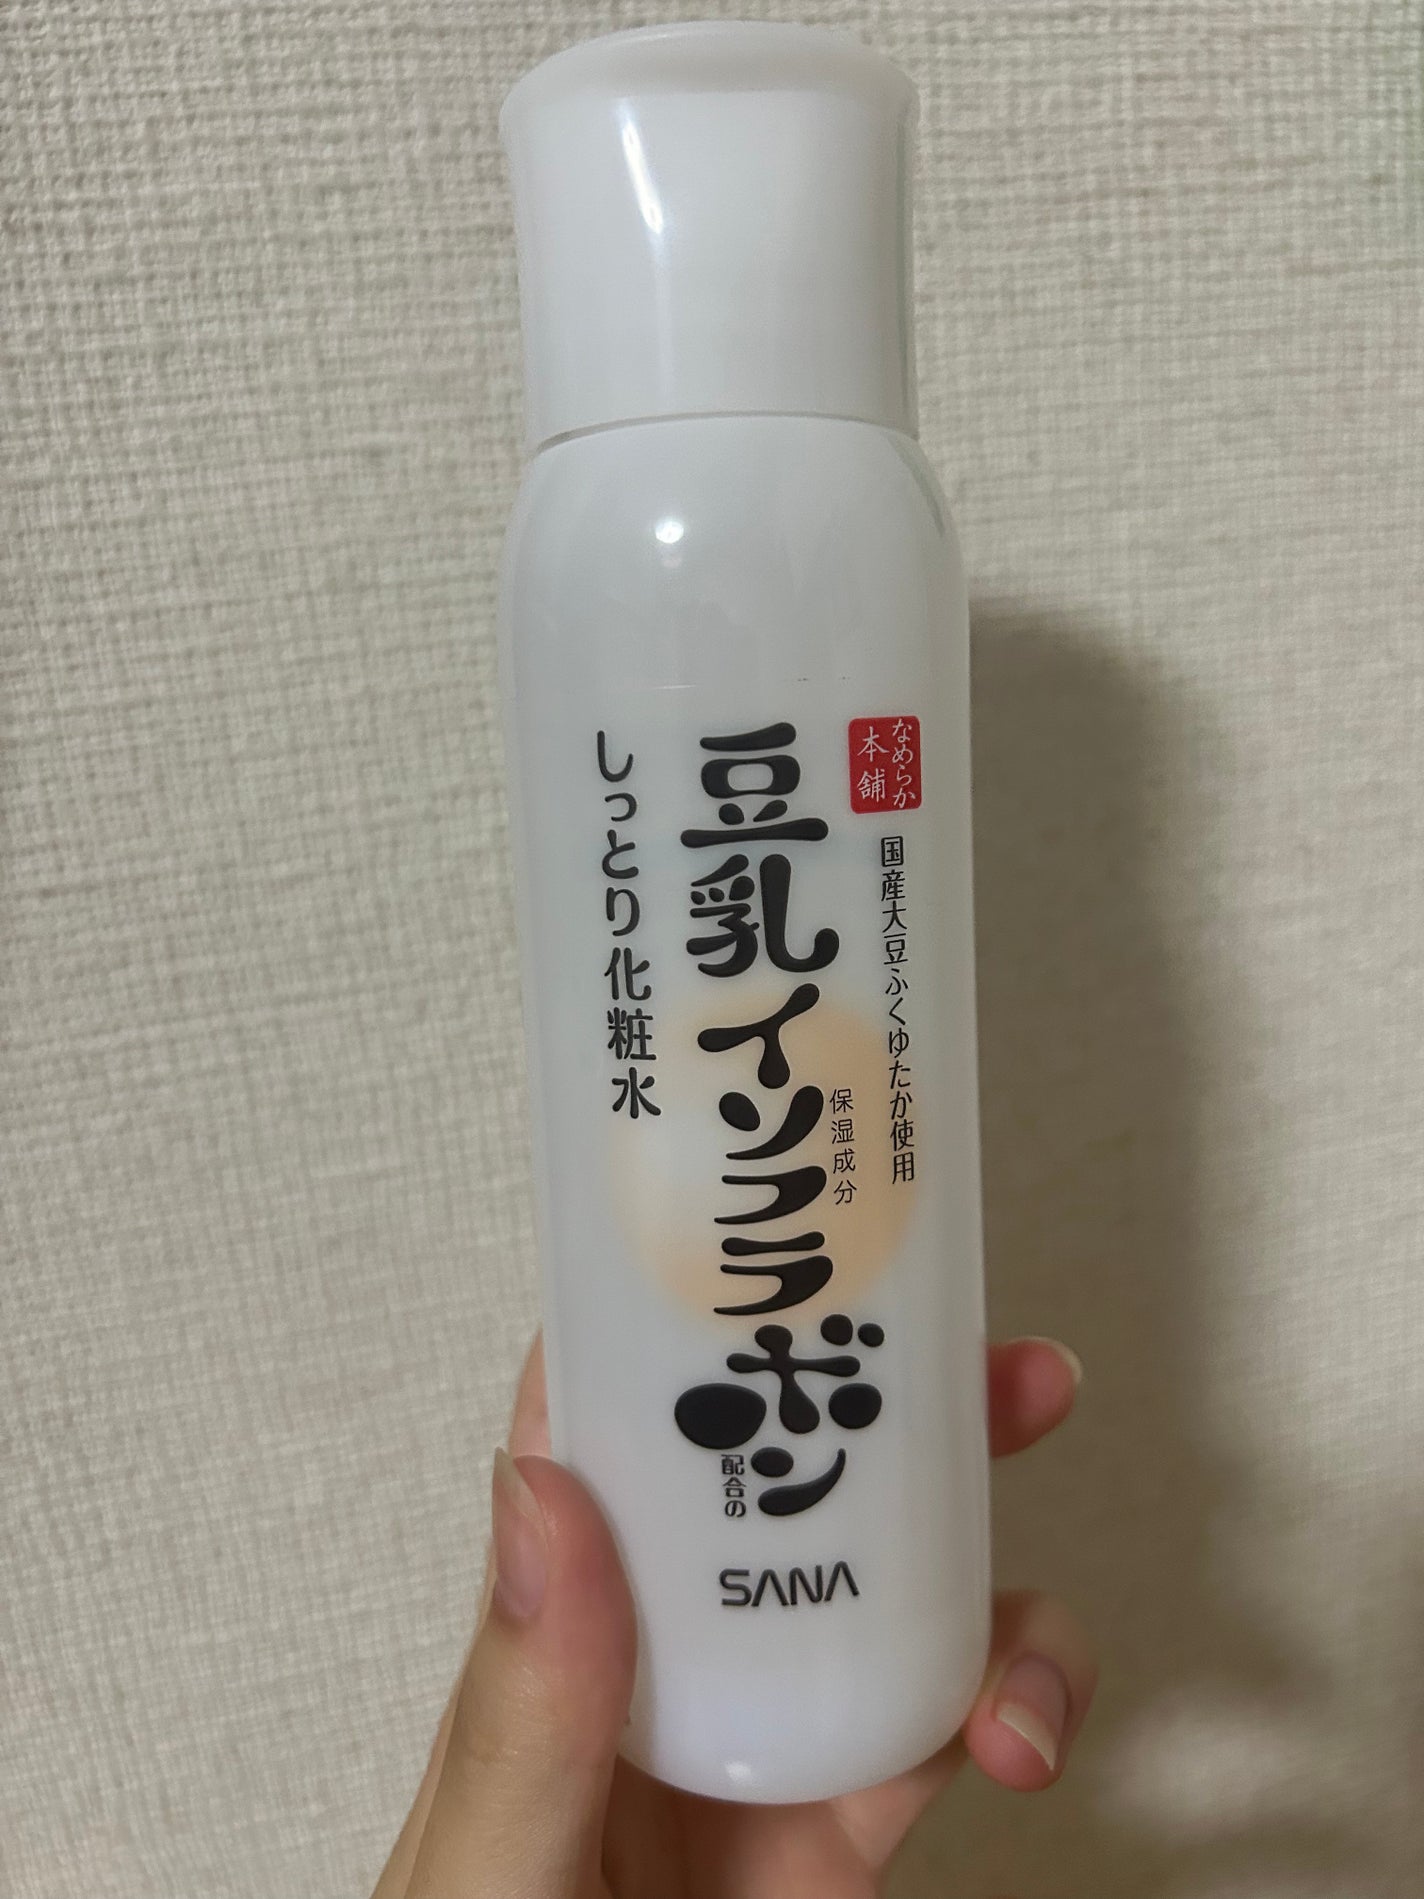 なめらか
本舗
国産大豆ふくゆたか使用
豆乳イソフラボン
保湿成分
配合の
しっとり化粧水
SANA